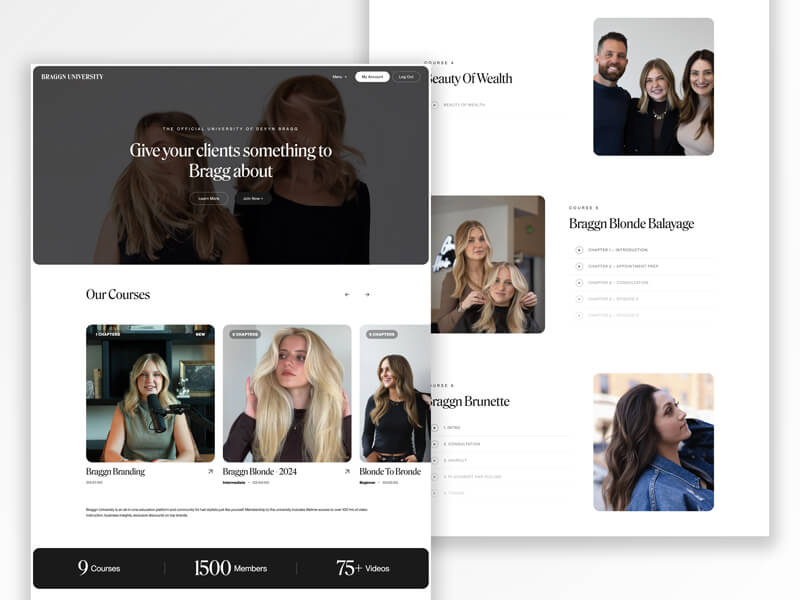 BRAGGN UNIVERSITY
Menu
My Account
Log Out
THE OFFICIAL UNIVERSITY OF DEVYN BRAGG
Give your clients something to
Bragg about
Learn More
Join Now
Our Courses
1 CHAPTERS
NEW
5 CHAPTERS
5 CHAPTERS
Braggn Branding
Braggn Blonde - 2024
Intermediate
Blonde To Bronde
Beginner
Braggn University is an all-in-one education platform and community for hair stylists just like yourself. Membership to the university includes lifetime access to over 100 hrs of video
instruction, business insights, exclusive discounts on top brands.
9 Courses
1500 Members
75+ Videos
COURSE 4
Beauty Of Wealth
BEAUTY OF WEALTH
COURSE 5
Braggn Blonde Balayage
CHAPTER 1 – INTRODUCTION
CHAPTER 2 – APPOINTMENT PREP
CHAPTER 3 – CONSULTATION
CHAPTER 4 – EPISODE 2
CHAPTER 5 – EPISODE 3
COURSE 6
Braggn Brunette
1. INTRO
2. CONSULTATION
3. HAIRCUT
4. PLACEMENT AND FOILING
5. TONING